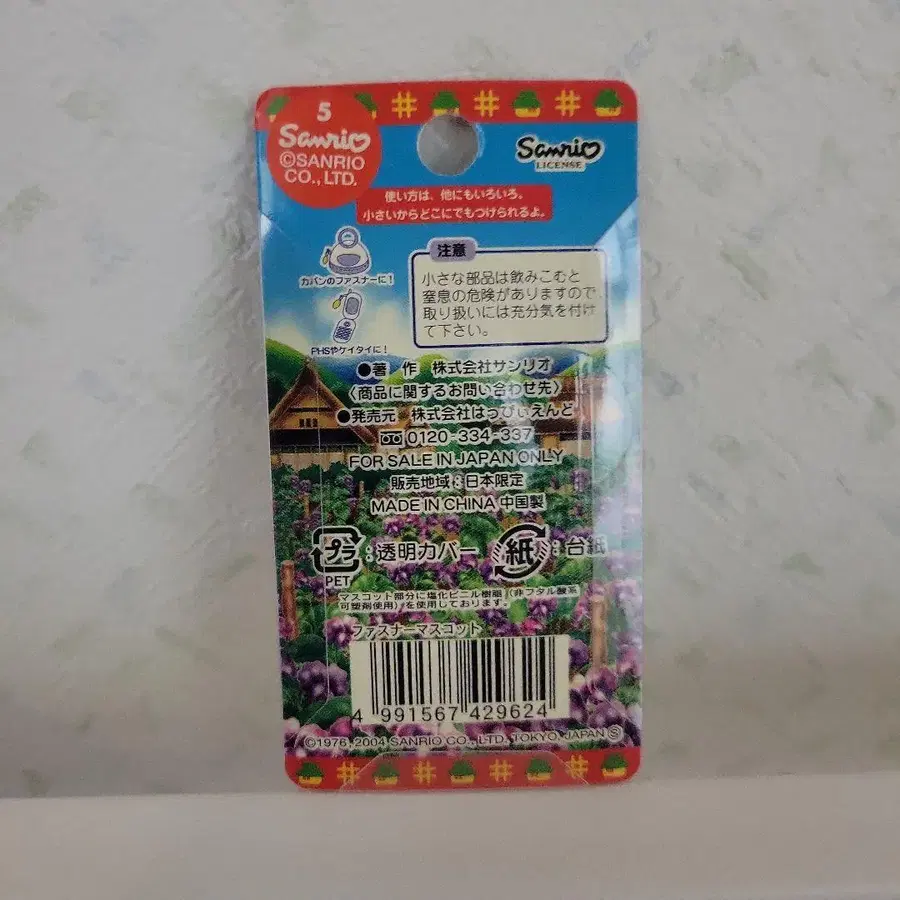 5
Sanrio
©SANRIO
CO., LTD.
Sanrio
LICENSE
使い方は、他にもいろいろ。
小さいからどこにでもつけられるよ。
カバンのファスナーに！
PHSやケイタイに！
注意
小さな部品は飲みこむと
窒息の危険がありますので、
取り扱いには充分気を付け
て下さい。
●著 作 株式会社サンリオ
〈商品に関するお問い合わせ先〉
●発売元 株式会社はっぴぃえんど
0120-334-337
FOR SALE IN JAPAN ONLY
販売地域：日本限定
MADE IN CHINA 中国製
プラ
PET
：透明カバー
紙
：台紙
マスコット部分に塩化ビニル樹脂（非フタル酸系
可塑剤使用）を使用しております。
ファスナーマスコット
4 991567 429624
©1976, 2004 SANRIO CO., LTD. TOKYO, JAPAN Ⓢ